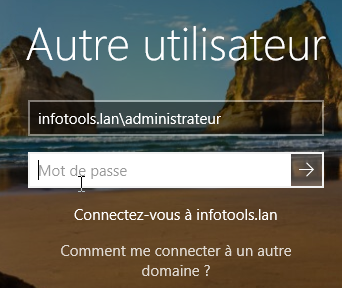 Autre utilisateur
infotools.lan\administrateur
Mot de passe
Connectez-vous à infotools.lan
Comment me connecter à un autre
domaine ?